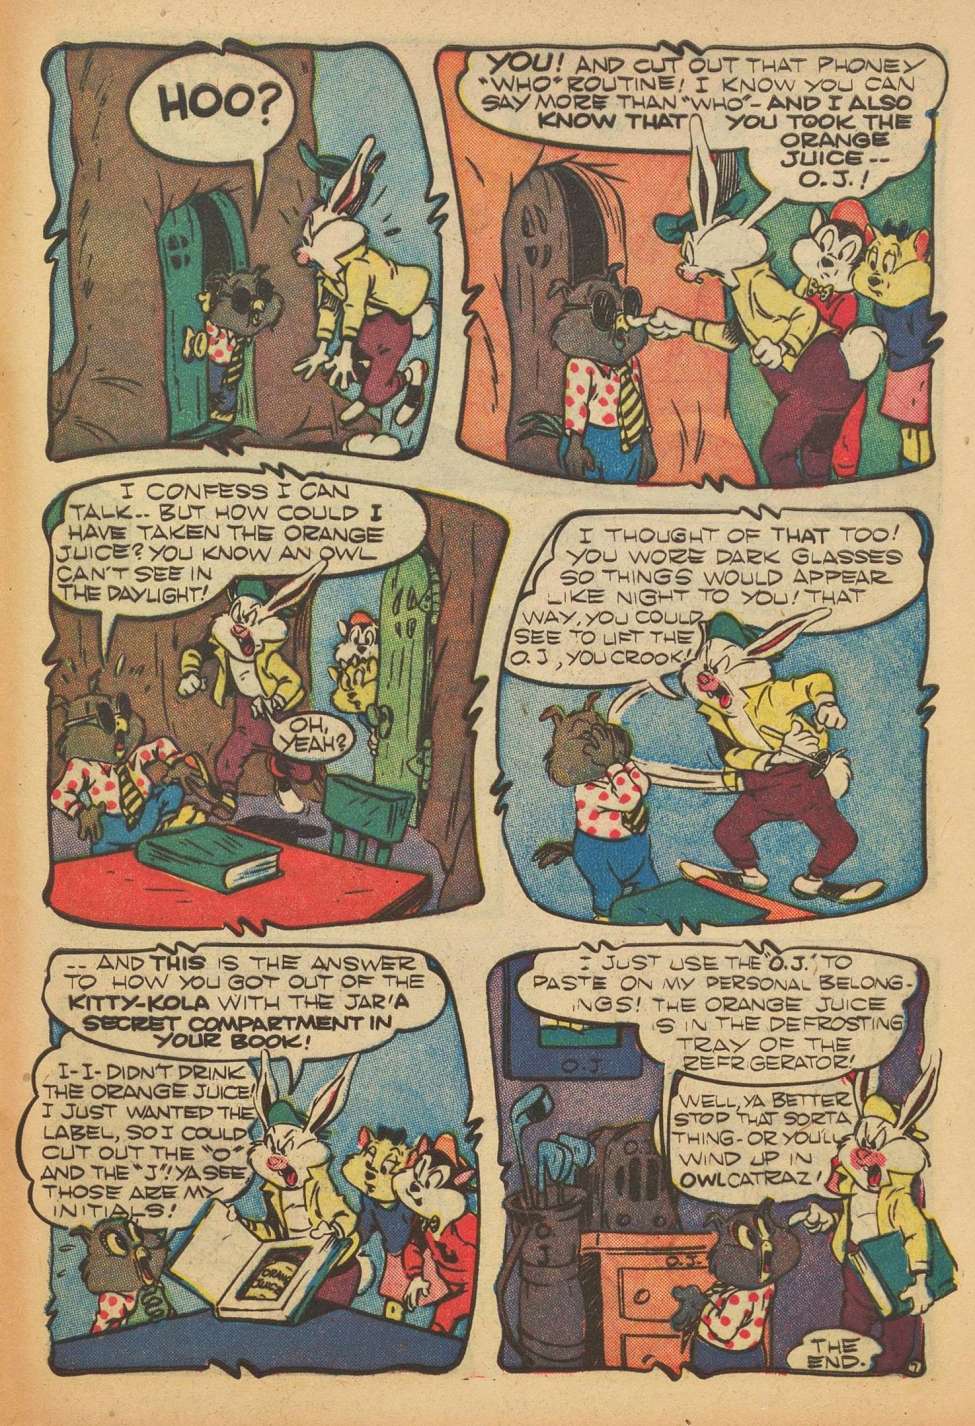 HOO?
YOU! AND CUT OUT THAT PHONEY
"WHO" ROUTINE! I KNOW YOU CAN
SAY MORE THAN "WHO"- AND I ALSO
KNOW THAT YOU TOOK THE
ORANGE
JUICE--
O.J.!
I CONFESS I CAN
TALK-- BUT HOW COULD I
HAVE TAKEN THE ORANGE
JUICE? YOU KNOW AN OWL
CAN'T SEE IN
THE DAYLIGHT!
OH,
YEAH?
I THOUGHT OF THAT TOO!
YOU WORE DARK GLASSES
SO THINGS WOULD APPEAR
LIKE NIGHT TO YOU! THAT
WAY, YOU COULD
SEE TO LIFT THE
O.J, YOU CROOK!
-- AND THIS IS THE ANSWER
TO HOW YOU GOT OUT OF THE
KITTY-KOLA WITH THE JAR! A
SECRET COMPARTMENT IN
YOUR BOOK!
I-I-DIDN'T DRINK
THE ORANGE JUICE!
I JUST WANTED THE
LABEL, SO I COULD
CUT OUT THE "O"
AND THE "J"! YA SEE,
THOSE ARE MY
INITIALS!
ORANGE
JUICE
I JUST USE THE "O.J." TO
PASTE ON MY PERSONAL BELONG-
INGS! THE ORANGE JUICE
IS IN THE DEFROSTING
TRAY OF THE
REFRIGERATOR!
O.J.
WELL, YA BETTER
STOP THAT SORTA
THING- OR YOU'LL
WIND UP IN
OWLCATRAZ!
O
J
O.J.
THE
END.
7